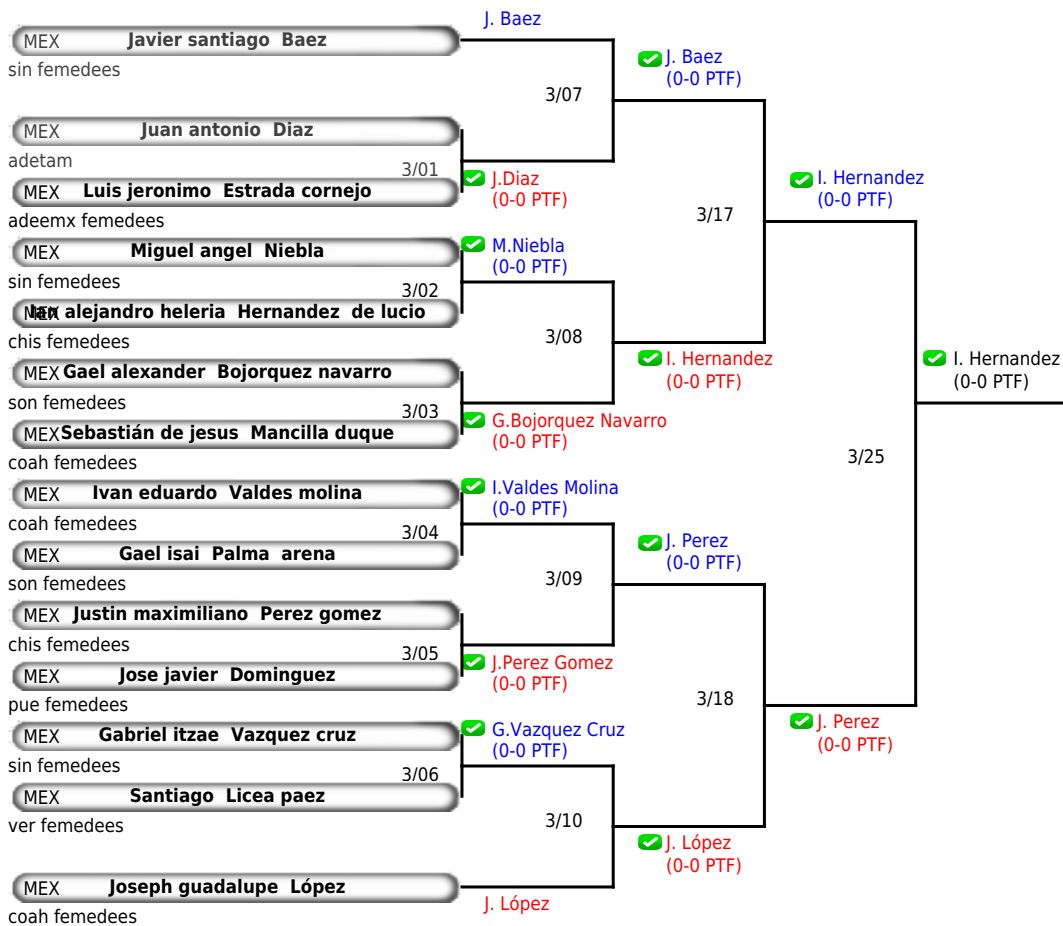 J. Baez
MEX Javier santiago Baez
sin femedees
J. Baez
(0-0 PTF)
3/07
MEX Juan antonio Diaz
adetam
3/01
J.Diaz
(0-0 PTF)
MEX Luis jeronimo Estrada cornejo
adeemx femedees
I. Hernandez
(0-0 PTF)
3/17
M.Niebla
(0-0 PTF)
MEX Miguel angel Niebla
sin femedees
3/02
MEX Ian alejandro heleria Hernandez de lucio
chis femedees
3/08
I. Hernandez
(0-0 PTF)
I. Hernandez
(0-0 PTF)
MEX Gael alexander Bojorquez navarro
son femedees
3/03
G.Bojorquez Navarro
(0-0 PTF)
MEX Sebastián de jesus Mancilla duque
coah femedees
3/25
I.Valdes Molina
(0-0 PTF)
MEX Ivan eduardo Valdes molina
coah femedees
3/04
J. Perez
(0-0 PTF)
MEX Gael isai Palma arena
son femedees
3/09
MEX Justin maximiliano Perez gomez
chis femedees
3/05
J.Perez Gomez
(0-0 PTF)
MEX Jose javier Dominguez
pue femedees
3/18
J. Perez
(0-0 PTF)
G.Vazquez Cruz
(0-0 PTF)
MEX Gabriel itzae Vazquez cruz
sin femedees
3/06
MEX Santiago Licea paez
ver femedees
3/10
J. López
(0-0 PTF)
MEX Joseph guadalupe López
J. López
coah femedees